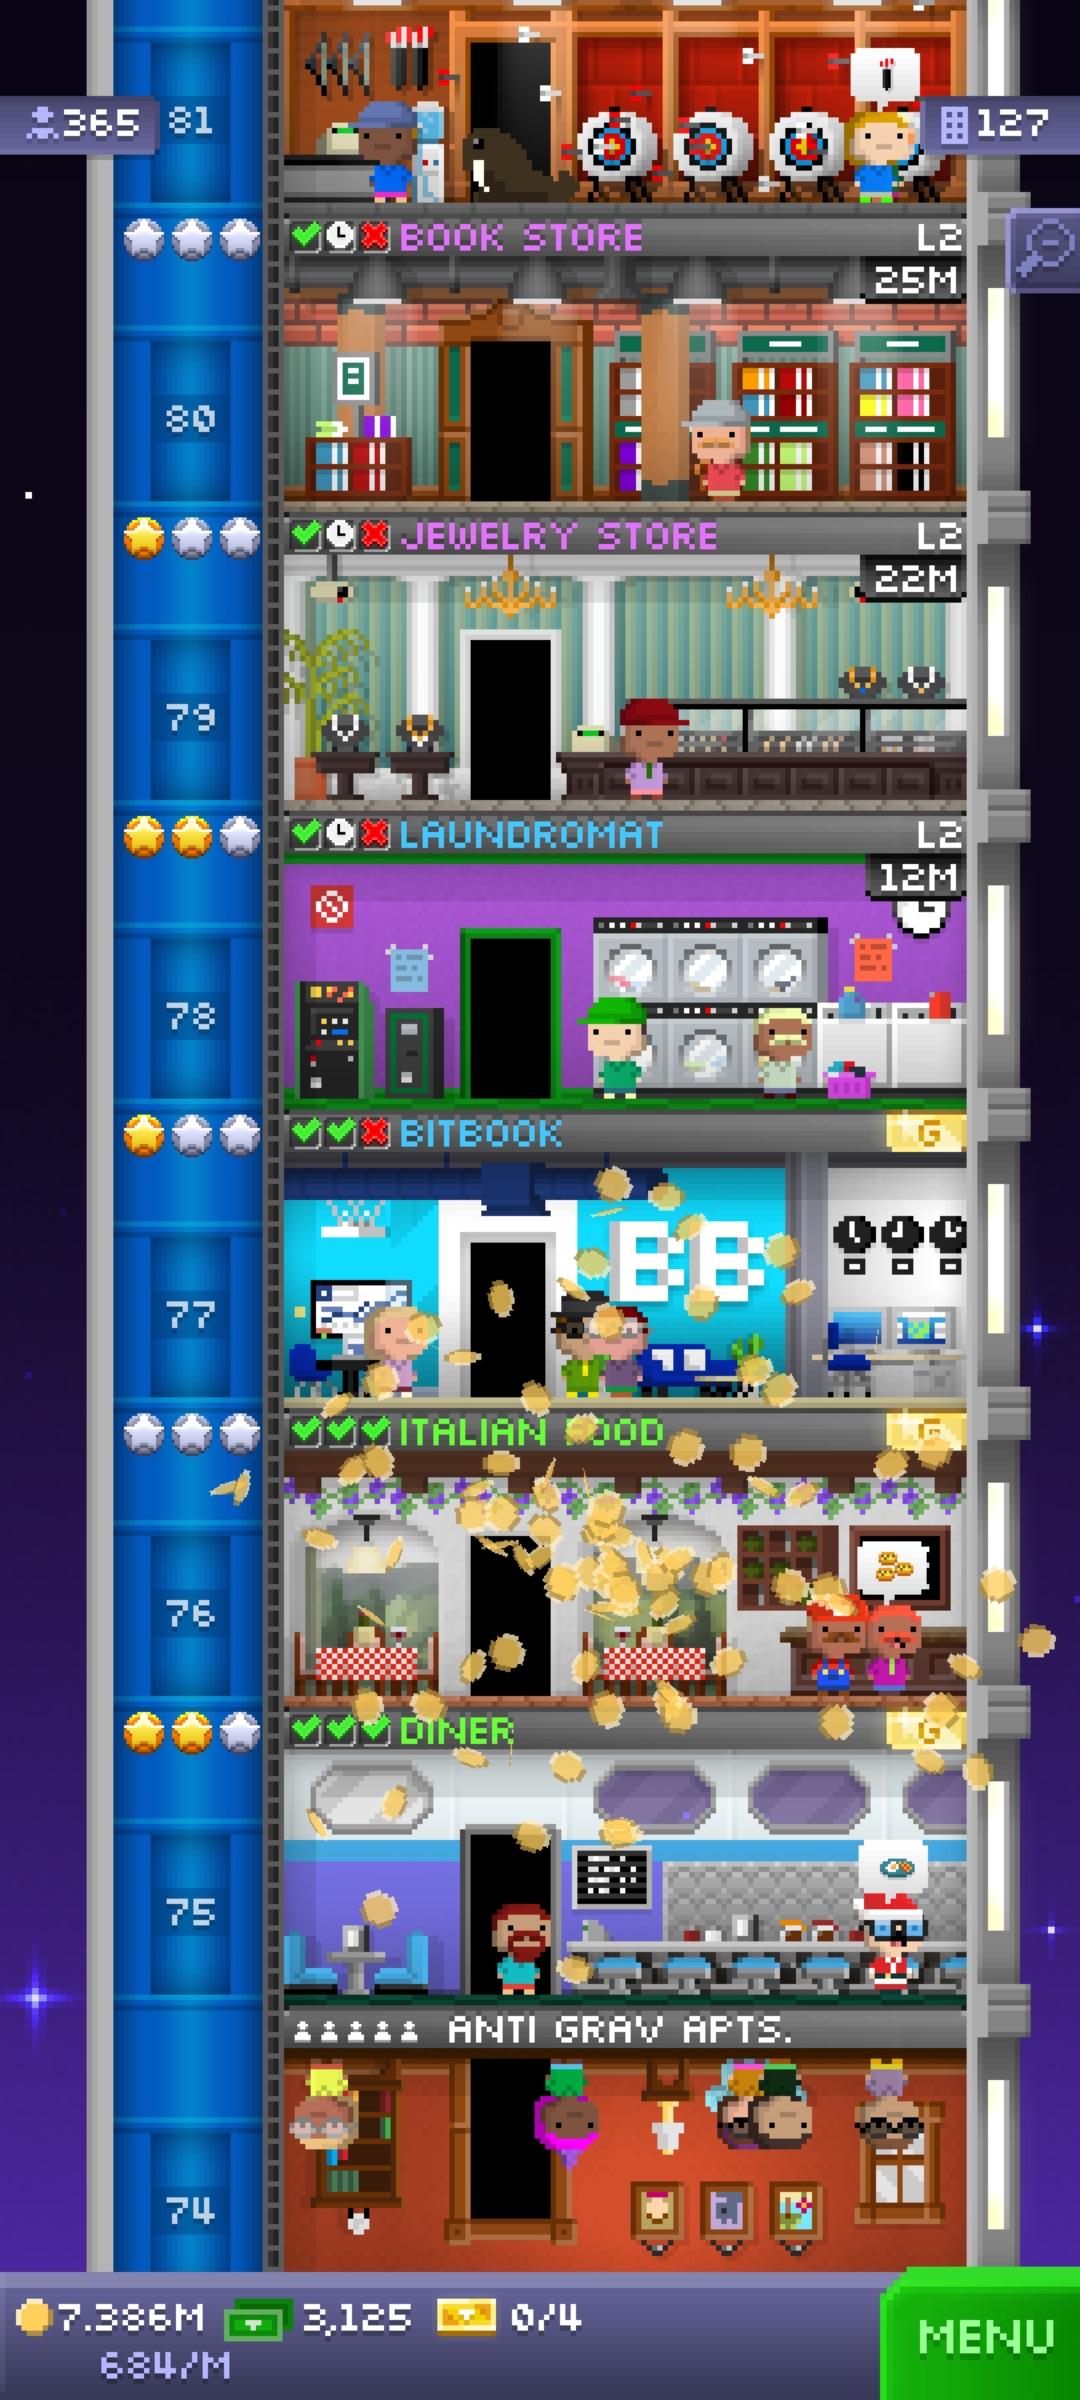 365
81
127
BOOK STORE
L2
25M
80
JEWELRY STORE
L2
22M
79
LAUNDROMAT
L2
12M
78
BITBOOK
G
BB
77
ITALIAN FOOD
G
76
DINER
G
75
ANTI GRAV APTS.
74
7.386M
3,125
0/4
MENU
684/M